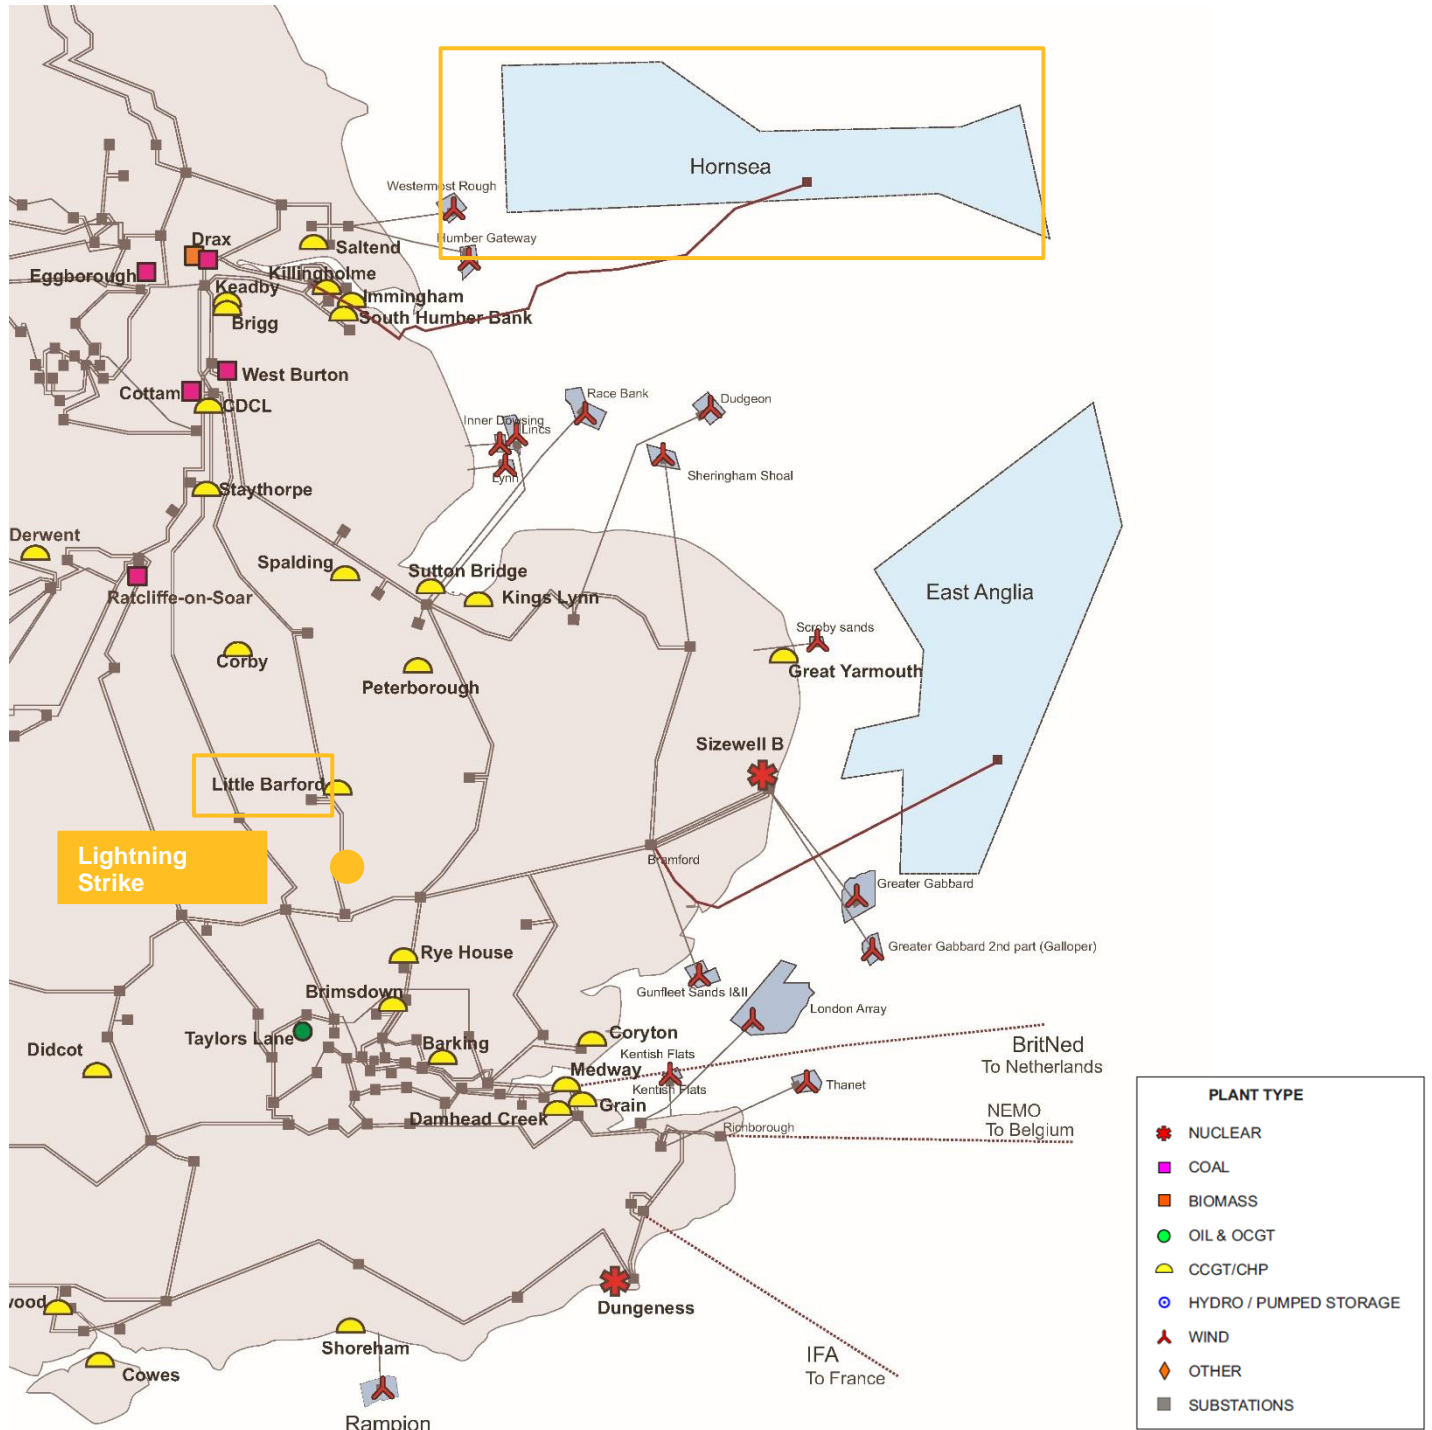 Hornsea
Westermost Rough
Humber Gateway
Drax
Saltend
Eggborough
Killingholme
Keadby
Immingham
Brigg
South Humber Bank
West Burton
Cottam
CDCL
Race Bank
Dudgeon
Inner Dowsing
Lincs
Lynn
Sheringham Shoal
Staythorpe
Derwent
Spalding
Sutton Bridge
Kings Lynn
Ratcliffe-on-Soar
East Anglia
Scroby sands
Corby
Great Yarmouth
Peterborough
Sizewell B
Little Barford
Lightning
Strike
Bramford
Greater Gabbard
Greater Gabbard 2nd part (Galloper)
Rye House
Gunfleet Sands I&II
Brimsdown
London Array
Taylors Lane
Coryton
Barking
Didcot
Kentish Flats
Medway
Kentish Flats
Thanet
BritNed
To Netherlands
Grain
Damhead Creek
NEMO
To Belgium
Richborough
wood
Dungeness
Shoreham
IFA
To France
Cowes
Rampion
PLANT TYPE
NUCLEAR
COAL
BIOMASS
OIL & OCGT
CCGT/CHP
HYDRO / PUMPED STORAGE
WIND
OTHER
SUBSTATIONS